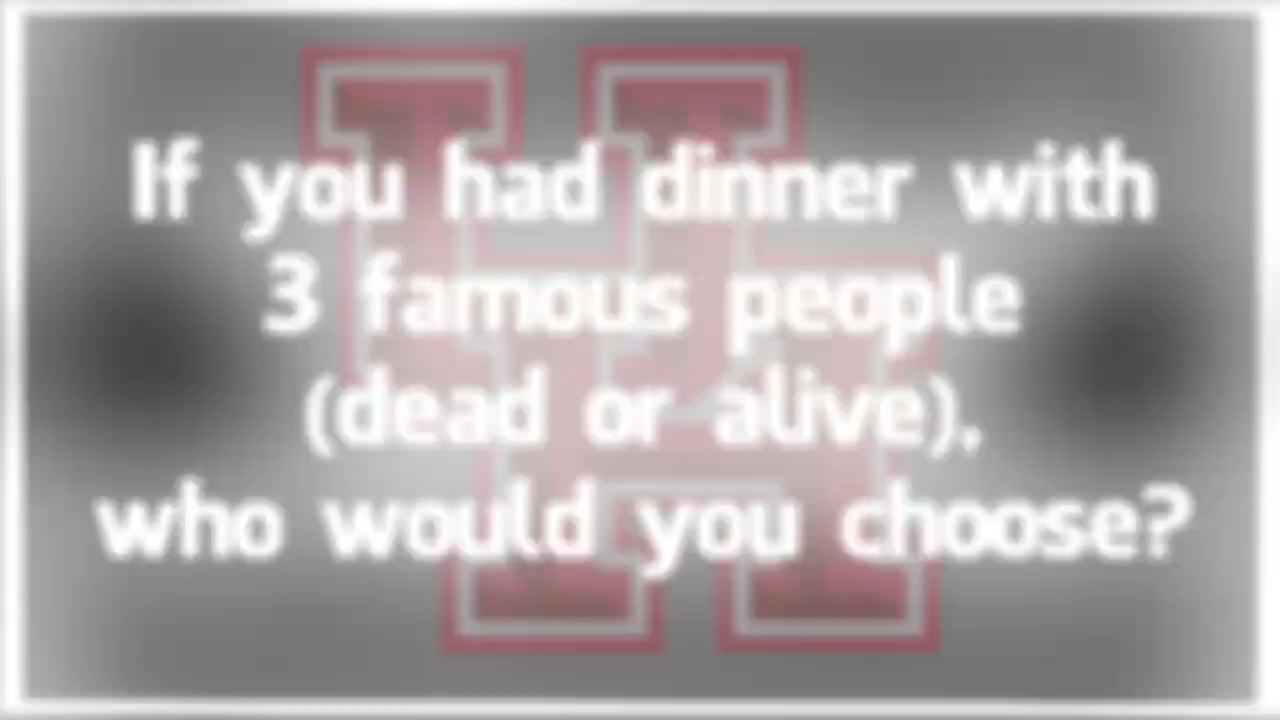 If you had dinner with
3 famous people
(dead or alive),
who would you choose?